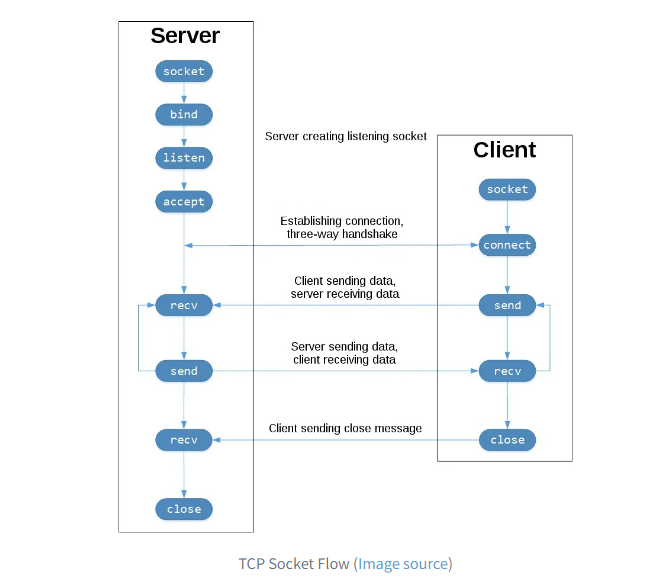 Server
socket
bind
listen
accept
recv
send
recv
close
Server creating listening socket
Establishing connection,
three-way handshake
Client sending data,
server receiving data
Server sending data,
client receiving data
Client sending close message
Client
socket
connect
send
recv
close
TCP Socket Flow (Image source)